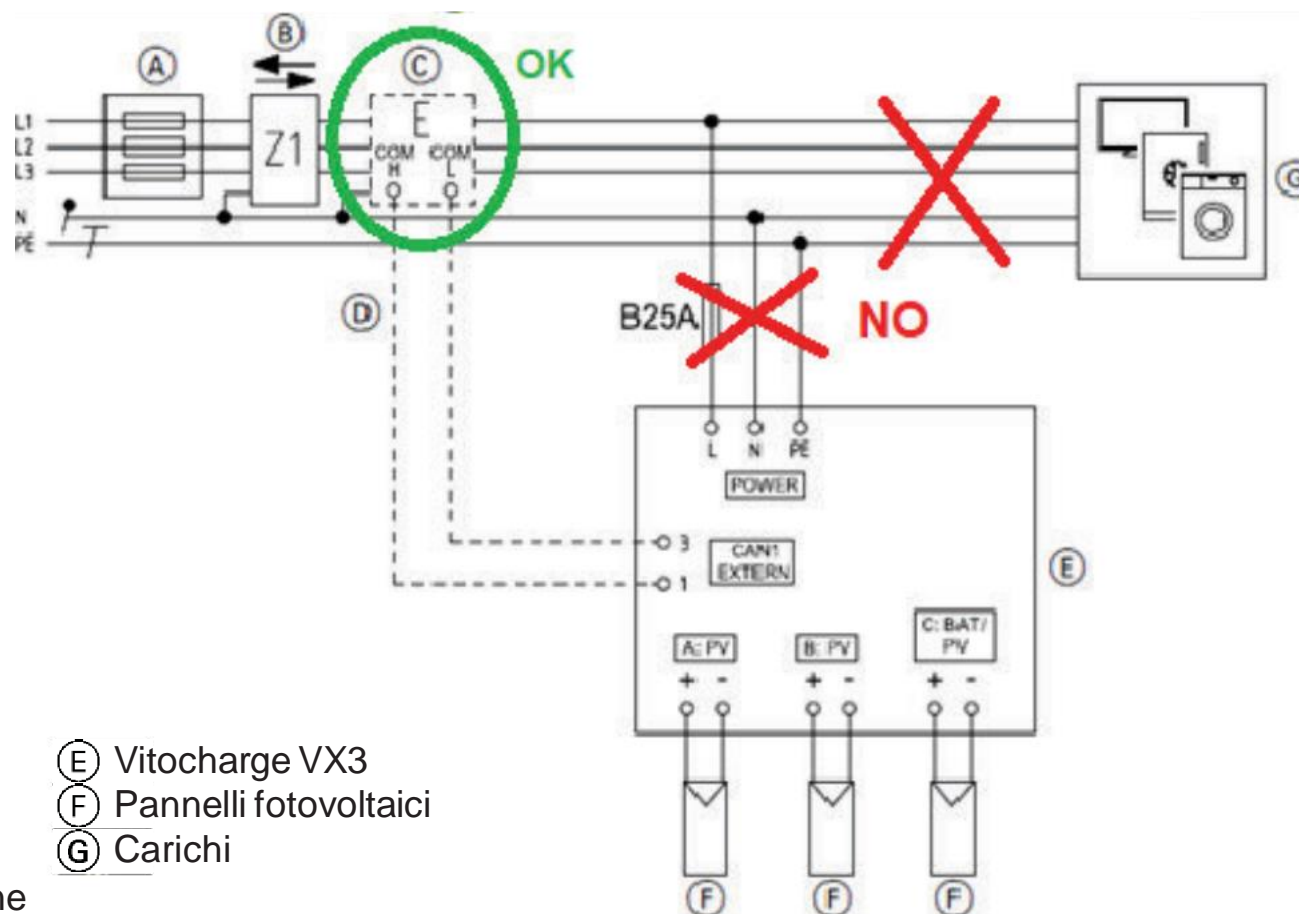 B
A
C
OK
L1
L2
L3
N
PE
Z1
E
COM COM
H L
G
D
B25A
NO
L N PE
POWER
3
CAN1
EXTERN
1
E
A: PV
B: PV
C: BAT/
PV
+ -
+ -
+ -
E Vitocharge VX3
F Pannelli fotovoltaici
G Carichi
ne
F
F
F